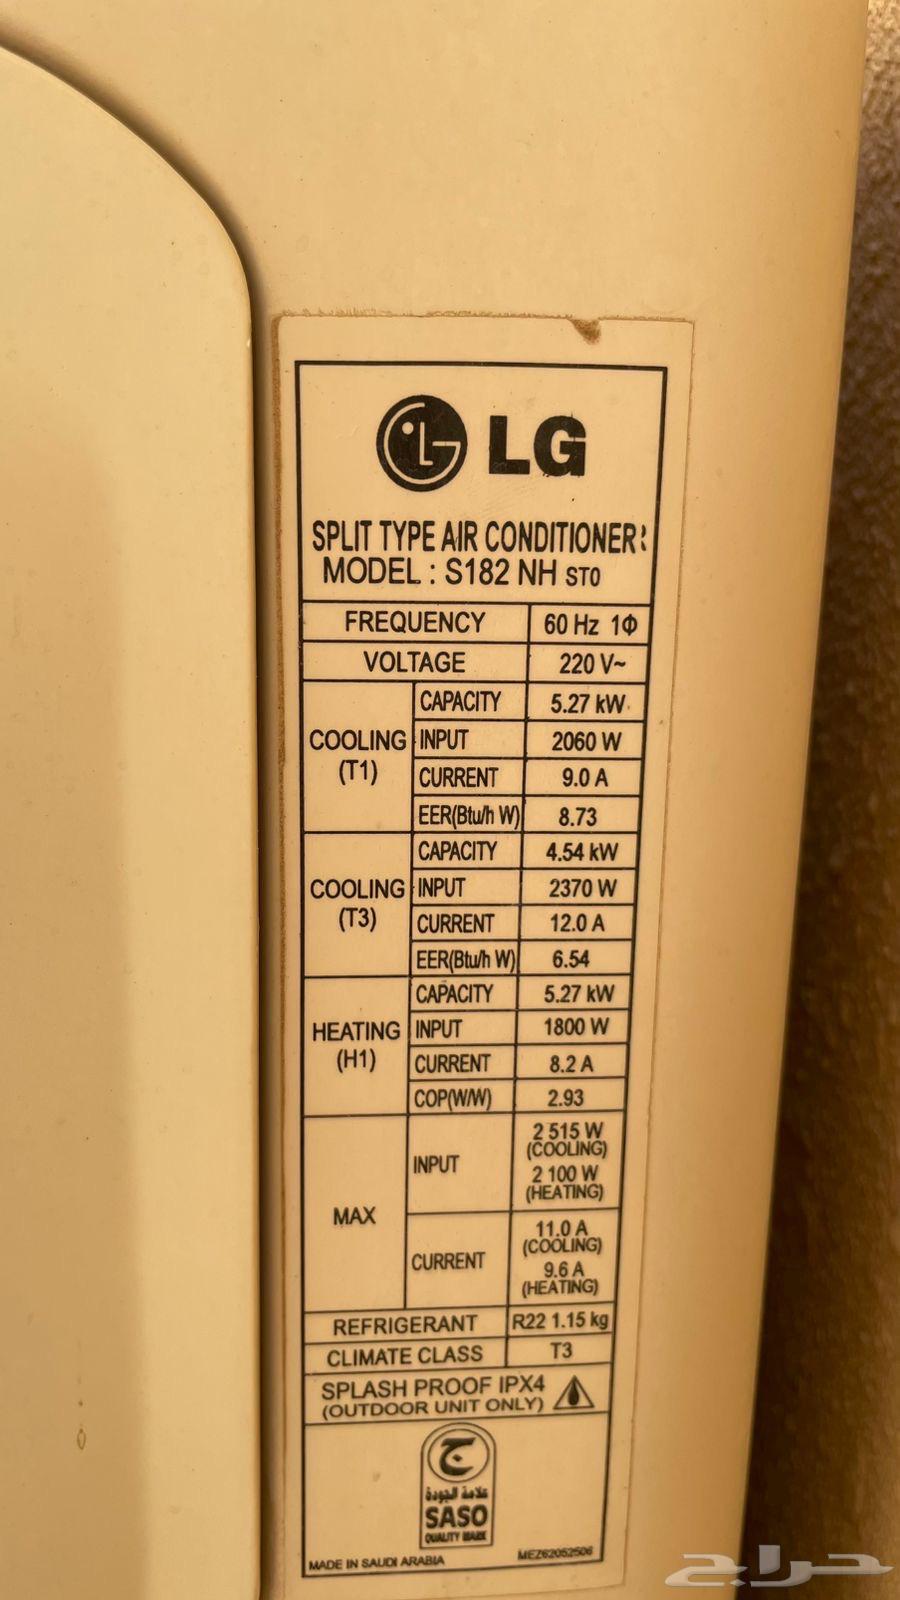 LG
SPLIT TYPE AIR CONDITIONER
MODEL : S182 NH ST0
FREQUENCY 60 Hz 1Φ
VOLTAGE 220 V~
COOLING (T1)
CAPACITY 5.27 kW
INPUT 2060 W
CURRENT 9.0 A
EER(Btu/h W) 8.73
COOLING (T3)
CAPACITY 4.54 kW
INPUT 2370 W
CURRENT 12.0 A
EER(Btu/h W) 6.54
HEATING (H1)
CAPACITY 5.27 kW
INPUT 1800 W
CURRENT 8.2 A
COP(W/W) 2.93
MAX
INPUT
2 515 W
(COOLING)
2 100 W
(HEATING)
CURRENT
11.0 A
(COOLING)
9.6 A
(HEATING)
REFRIGERANT R22 1.15 kg
CLIMATE CLASS T3
SPLASH PROOF IPX4
(OUTDOOR UNIT ONLY)
علامة الجودة
SASO
QUALITY MARK
MADE IN SAUDI ARABIA MEZ62052506
حراج